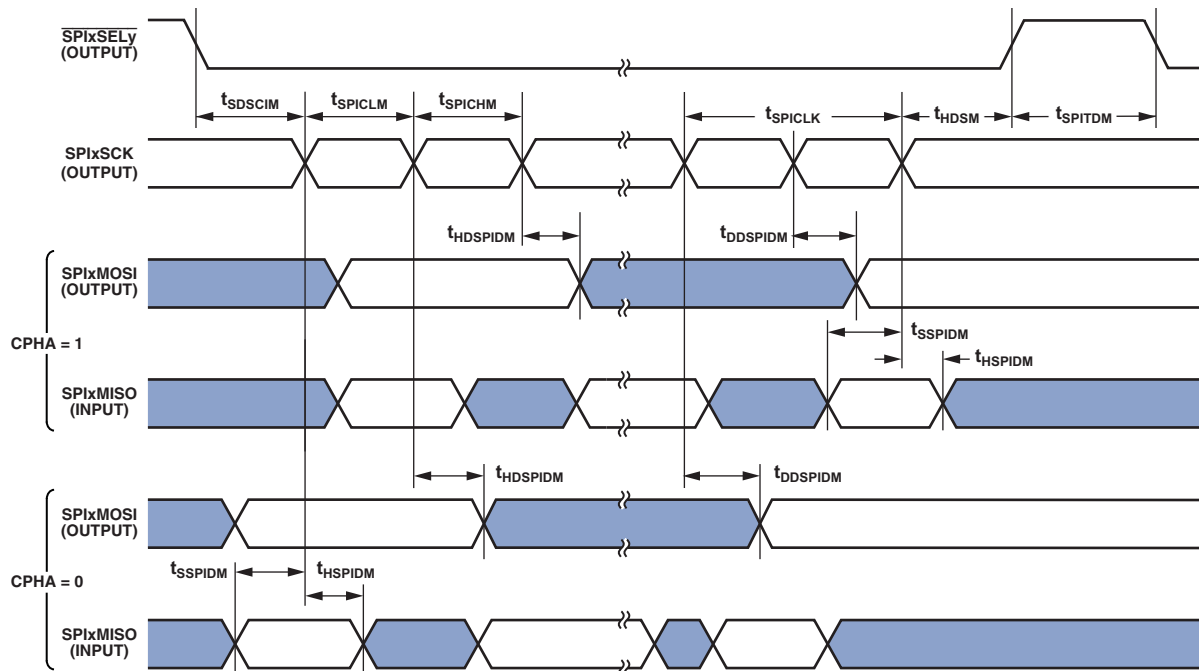 SPIxSELy
(OUTPUT)
tSDSCIM tSPICLM tSPICHM tSPICLK tHDSM tSPITDM
SPIxSCK
(OUTPUT)
tHDSPIDM tDDSPIDM
SPIxMOSI
(OUTPUT)
tSSPIDM
CPHA = 1
tHSPIDM
SPIxMISO
(INPUT)
tHDSPIDM tDDSPIDM
SPIxMOSI
(OUTPUT)
CPHA = 0
tSSPIDM tHSPIDM
SPIxMISO
(INPUT)